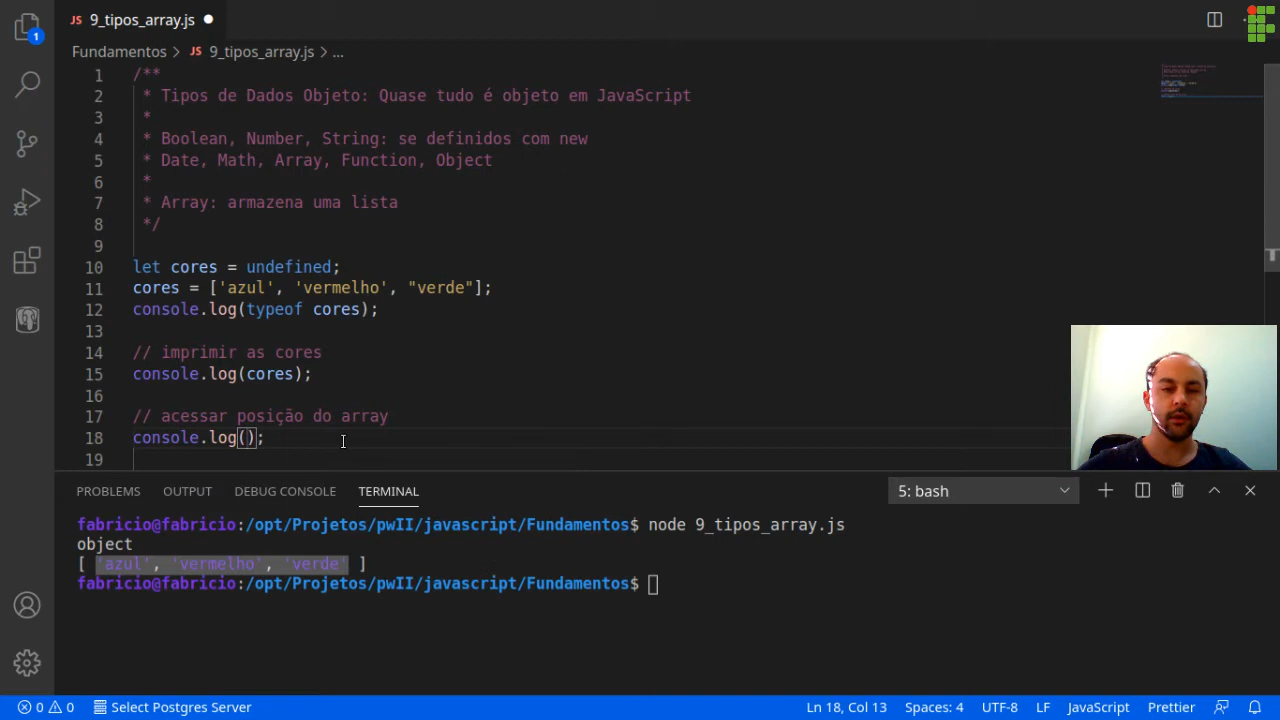 9_tipos_array.js
Fundamentos > 9_tipos_array.js > ...
1 /**
2 * Tipos de Dados Objeto: Quase tudo é objeto em JavaScript
3 *
4 * Boolean, Number, String: se definidos com new
5 * Date, Math, Array, Function, Object
6 *
7 * Array: armazena uma lista
8 */
9
10 let cores = undefined;
11 cores = ['azul', 'vermelho', "verde"];
12 console.log(typeof cores);
13
14 // imprimir as cores
15 console.log(cores);
16
17 // acessar posição do array
18 console.log();
19
PROBLEMS OUTPUT DEBUG CONSOLE TERMINAL 5: bash
fabricio@fabricio:/opt/Projetos/pwII/javascript/Fundamentos$ node 9_tipos_array.js
object
[ 'azul', 'vermelho', 'verde' ]
fabricio@fabricio:/opt/Projetos/pwII/javascript/Fundamentos$
0 0 Select Postgres Server Ln 18, Col 13 Spaces: 4 UTF-8 LF JavaScript Prettier